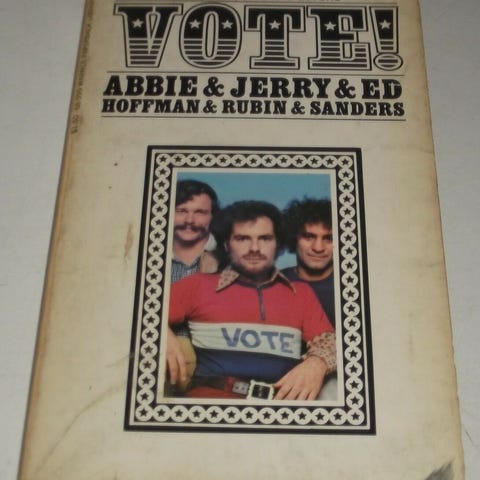 VOTE!
ABBIE & JERRY & ED
HOFFMAN & RUBIN & SANDERS
VOTE